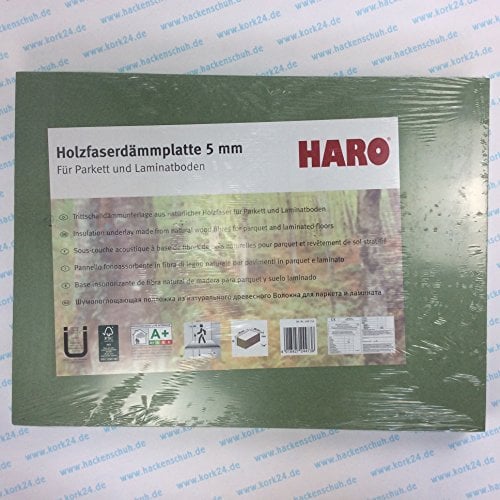 Holzfaserdämmplatte 5 mm
Für Parkett und Laminatboden
HARO
Trittschalldämmunterlage aus natürlicher Holzfaser für Parkett und Laminatboden
Insulation underlay made from natural wood fibres for parquet and laminated floors
Sous-couche acoustique à base de fibres de bois naturelles pour parquet et revêtement de sol stratifié
Pannello fonoassorbente in fibra di legno naturale per pavimenti in parquet e laminato
Base insonorizante de fibra natural de madera para parquet y suelo laminado
Шумопоглощающая подложка из натурального древесного волокна для паркета и ламината
Ü
FSC
A+
www.kork24.de
www.hackenschuh.de